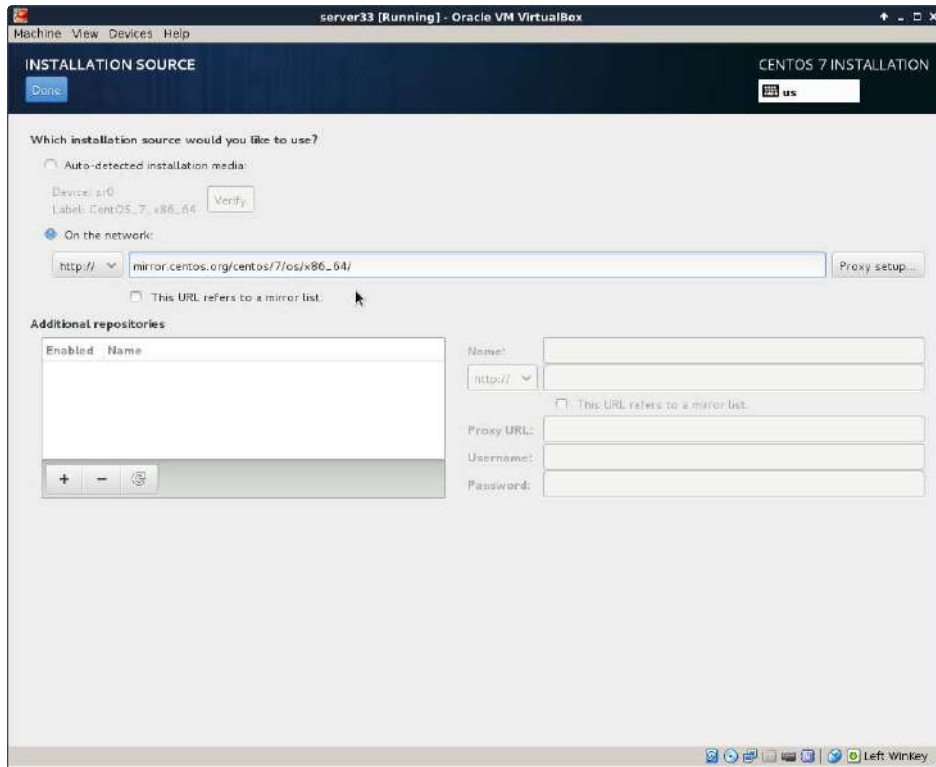 server33 [Running] - Oracle VM VirtualBox
Machine View Devices Help
INSTALLATION SOURCE
CENTOS 7 INSTALLATION
Done
us
Which installation source would you like to use?
Auto-detected installation media:
Device: sr0
Label: CentOS_7_x86_64
Verify
On the network:
http://
mirror.centos.org/centos/7/os/x86_64/
Proxy setup...
This URL refers to a mirror list.
Additional repositories
Enabled Name
Name:
http://
This URL refers to a mirror list.
Proxy URL:
Username:
Password:
Left WinKey